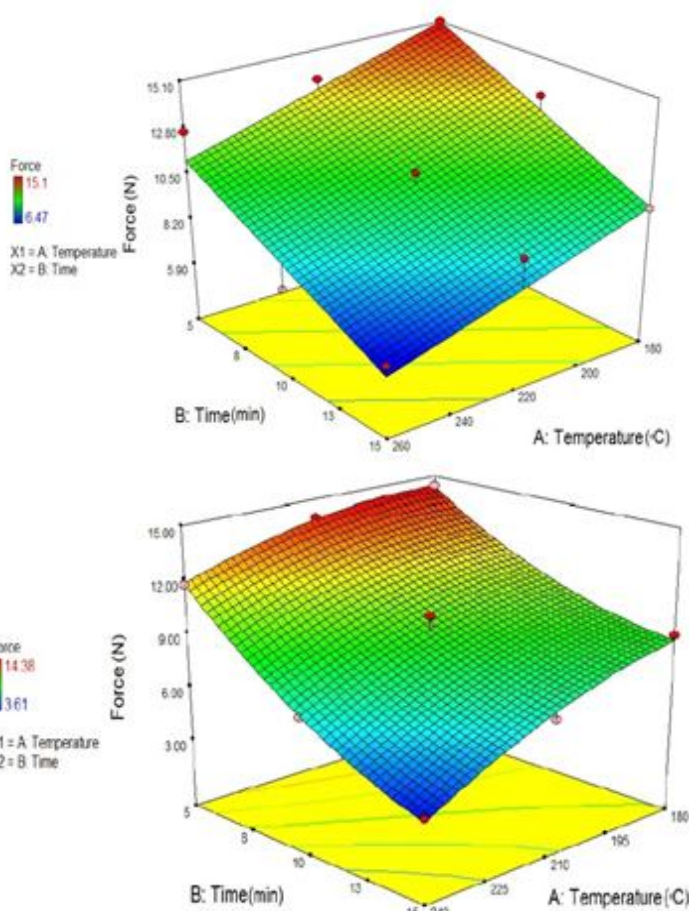 15.10
12.80
10.50
8.20
5.90
Force (N)
Force
15.1
6.47
X1 = A: Temperature
X2 = B: Time
5
8
10
13
15
260
240
220
200
180
B: Time(min)
A: Temperature(◦C)
15.00
12.00
9.00
6.00
3.00
Force (N)
orce
14.38
3.61
1 = A: Temperature
2 = B: Time
5
8
10
13
225
210
195
180
B: Time(min)
A: Temperature(◦C)